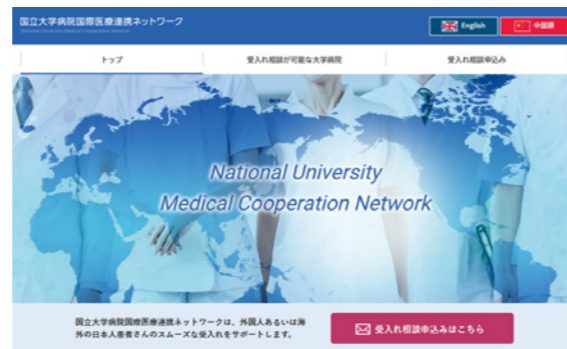 国立大学病院国際医療連携ネットワーク
National University Medical Cooperation Network
English
中国語
トップ
受入れ相談が可能な大学病院
受入れ相談申込み
National University
Medical Cooperation Network
国立大学病院国際医療連携ネットワークは、外国人あるいは海
外の日本人患者さんのスムーズな受入れをサポートします。
受入れ相談申込みはこちら